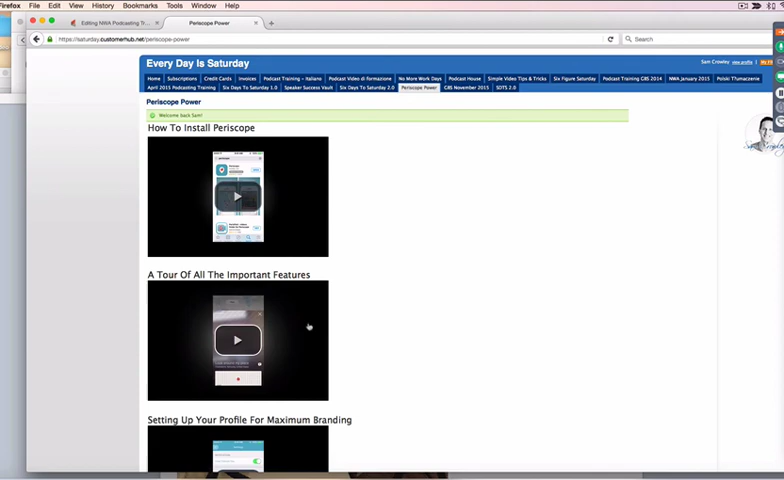 Firefox File Edit View History Bookmarks Tools Window Help
Editing NWA Podcasting Tr...
Periscope Power
https://saturday.customerhub.net/periscope-power
Search
Every Day Is Saturday
Sam Crowley view profile
Home Subscriptions Credit Cards Invoices Podcast Training - Italiano Podcast Video di formazione No More Work Days Podcast House Simple Video Tips & Tricks Six Figure Saturday Podcast Training GRS 2014 NWA January 2015 Polski Tłumaczenie
April 2015 Podcasting Training Six Days To Saturday 1.0 Speaker Success Vault Six Days To Saturday 2.0 Periscope Power GRS November 2015 SDTS 2.0
Periscope Power
Welcome back Sam!
How To Install Periscope
A Tour Of All The Important Features
Setting Up Your Profile For Maximum Branding